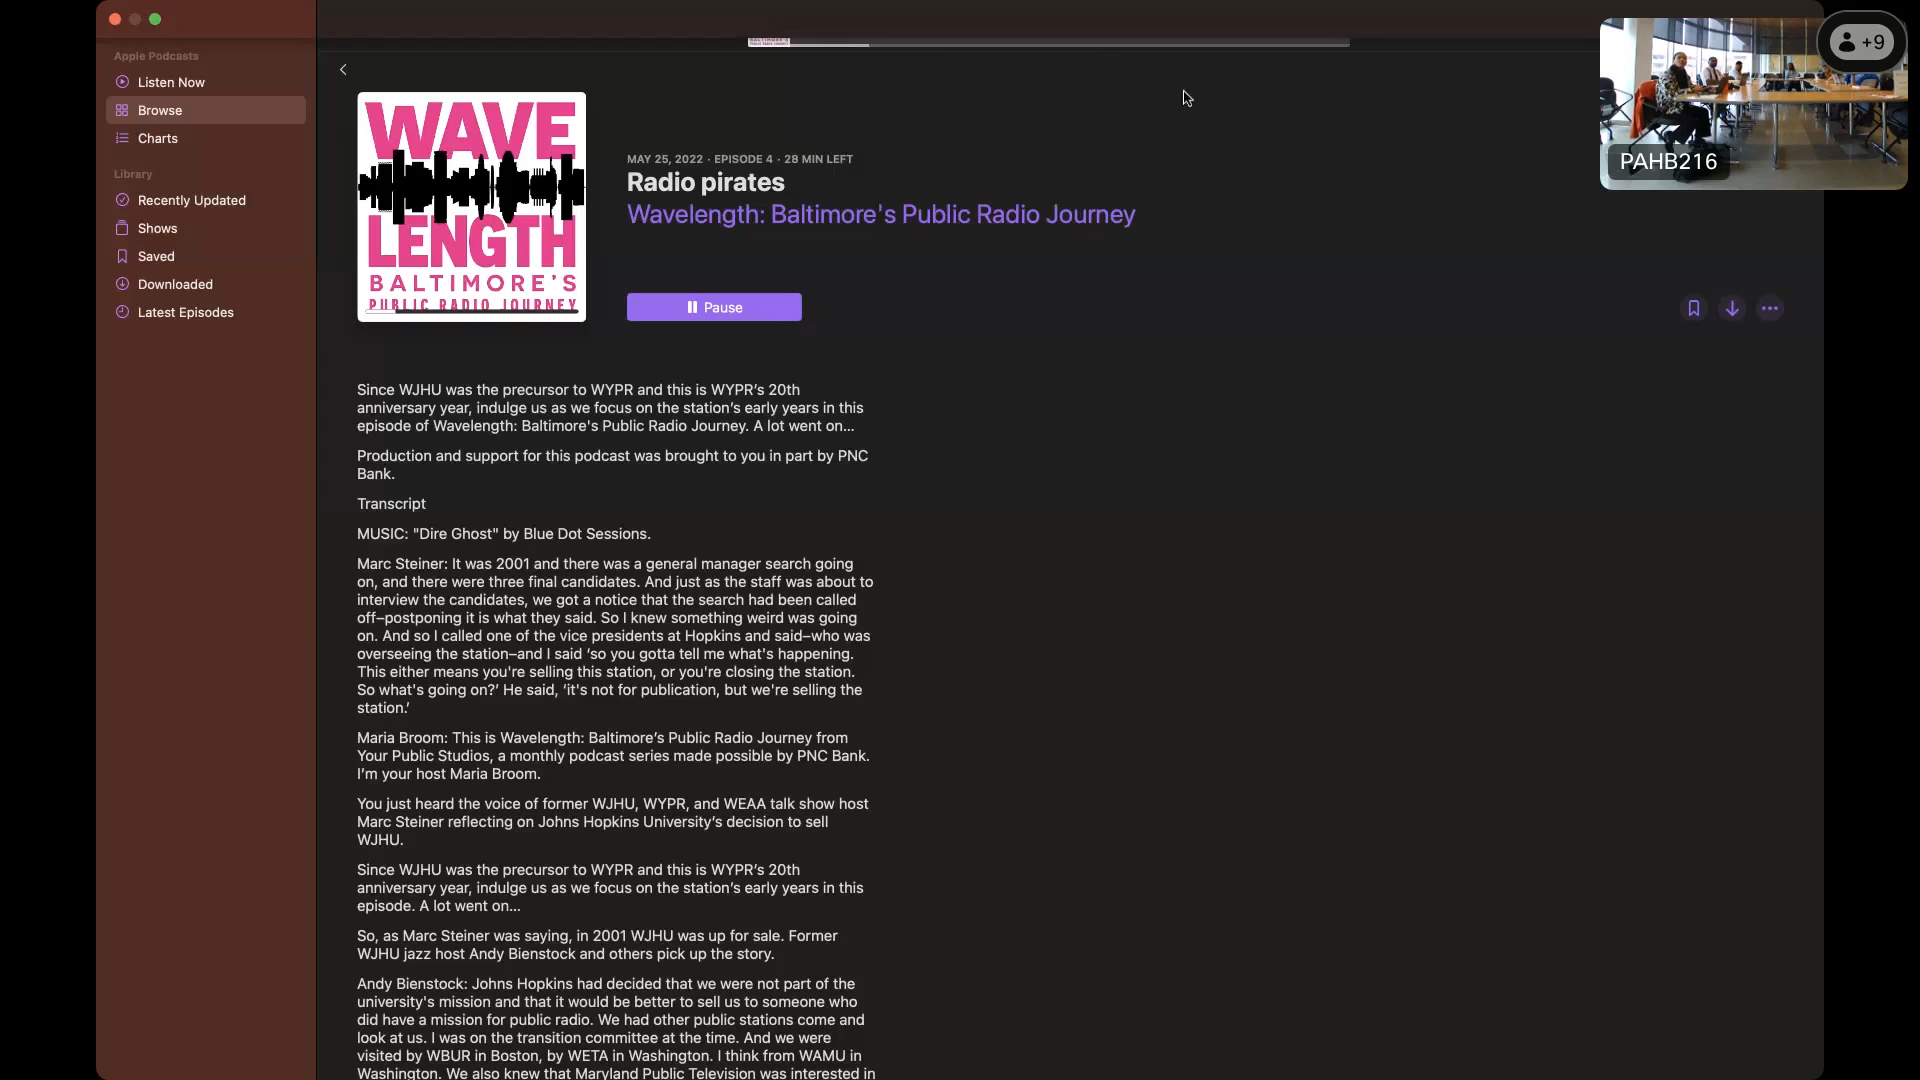 Apple Podcasts
Listen Now
Browse
Charts
Library
Recently Updated
Shows
Saved
Downloaded
Latest Episodes
WAVE
LENGTH
BALTIMORE'S
PUBLIC RADIO JOURNEY
MAY 25, 2022 · EPISODE 4 · 28 MIN LEFT
Radio pirates
Wavelength: Baltimore's Public Radio Journey
Pause
+9
PAHB216
Since WJHU was the precursor to WYPR and this is WYPR’s 20th
anniversary year, indulge us as we focus on the station’s early years in this
episode of Wavelength: Baltimore's Public Radio Journey. A lot went on...
Production and support for this podcast was brought to you in part by PNC
Bank.
Transcript
MUSIC: "Dire Ghost" by Blue Dot Sessions.
Marc Steiner: It was 2001 and there was a general manager search going
on, and there were three final candidates. And just as the staff was about to
interview the candidates, we got a notice that the search had been called
off–postponing it is what they said. So I knew something weird was going
on. And so I called one of the vice presidents at Hopkins and said–who was
overseeing the station–and I said ‘so you gotta tell me what's happening.
This either means you're selling this station, or you're closing the station.
So what's going on?’ He said, ‘it's not for publication, but we're selling the
station.’
Maria Broom: This is Wavelength: Baltimore’s Public Radio Journey from
Your Public Studios, a monthly podcast series made possible by PNC Bank.
I’m your host Maria Broom.
You just heard the voice of former WJHU, WYPR, and WEAA talk show host
Marc Steiner reflecting on Johns Hopkins University’s decision to sell
WJHU.
Since WJHU was the precursor to WYPR and this is WYPR’s 20th
anniversary year, indulge us as we focus on the station’s early years in this
episode. A lot went on...
So, as Marc Steiner was saying, in 2001 WJHU was up for sale. Former
WJHU jazz host Andy Bienstock and others pick up the story.
Andy Bienstock: Johns Hopkins had decided that we were not part of the
university's mission and that it would be better to sell us to someone who
did have a mission for public radio. We had other public stations come and
look at us. I was on the transition committee at the time. And we were
visited by WBUR in Boston, by WETA in Washington. I think from WAMU in
Washington. We also knew that Maryland Public Television was interested in